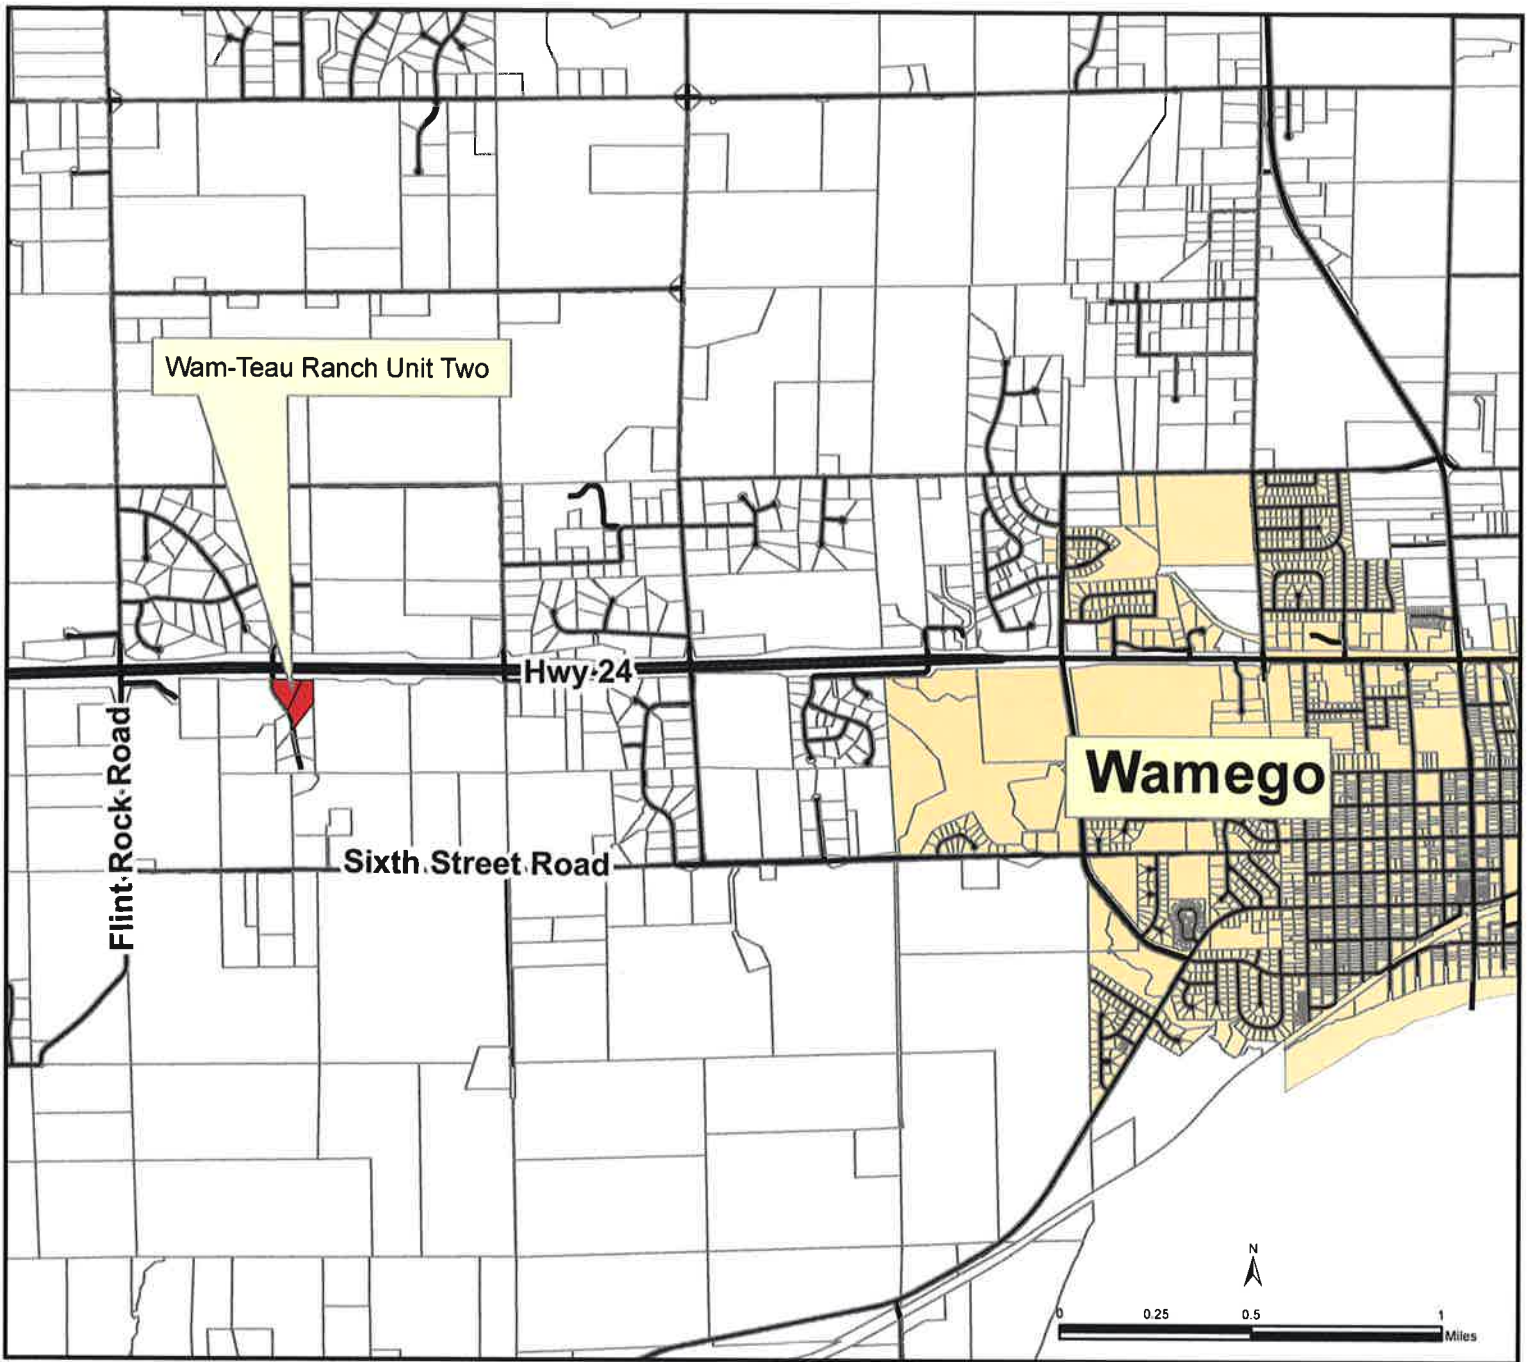 Wam-Teau Ranch Unit Two
Hwy 24
Flint Rock Road
Wamego
Sixth Street Road
N
0 0.25 0.5 1
Miles